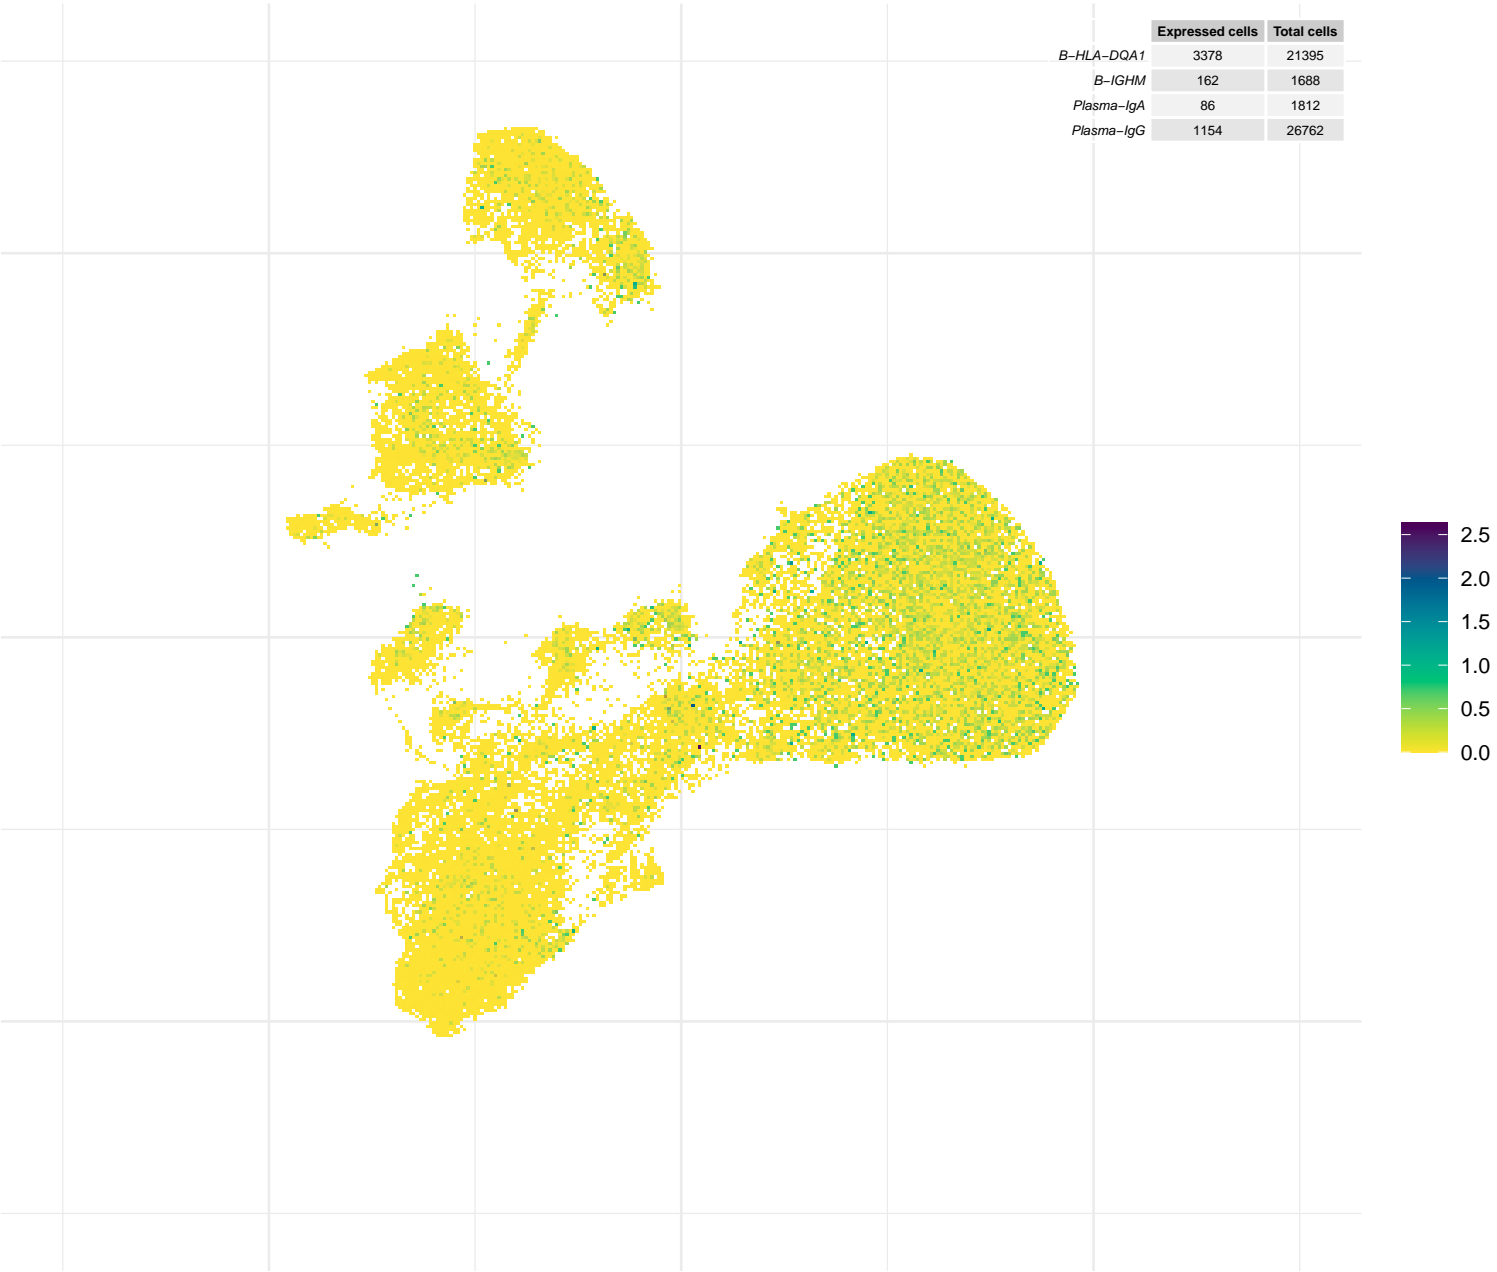 Expressed cells Total cells
B−HLA−DQA1 3378 21395
B−IGHM 162 1688
Plasma−IgA 86 1812
Plasma−IgG 1154 26762
2.5
2.0
1.5
1.0
0.5
0.0